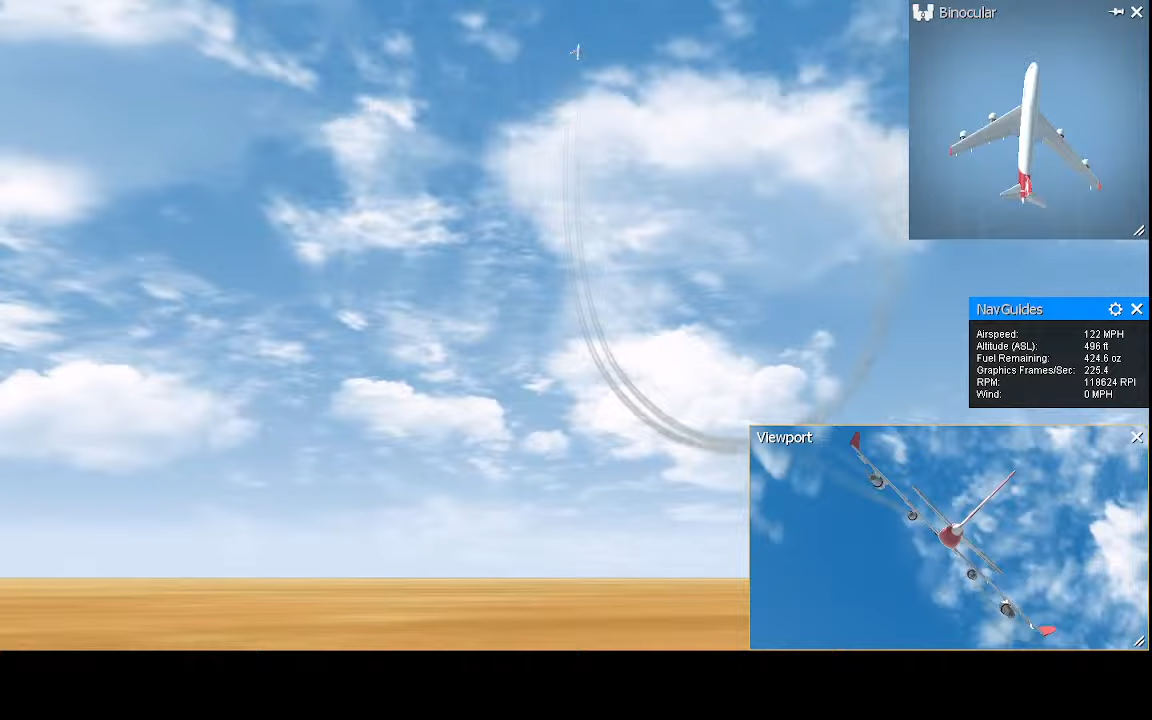 Binocular
NavGuides
Airspeed: 122 MPH
Altitude (ASL): 496 ft
Fuel Remaining: 424.6 oz
Graphics Frames/Sec: 225.4
RPM: 118624 RPI
Wind: 0 MPH
Viewport